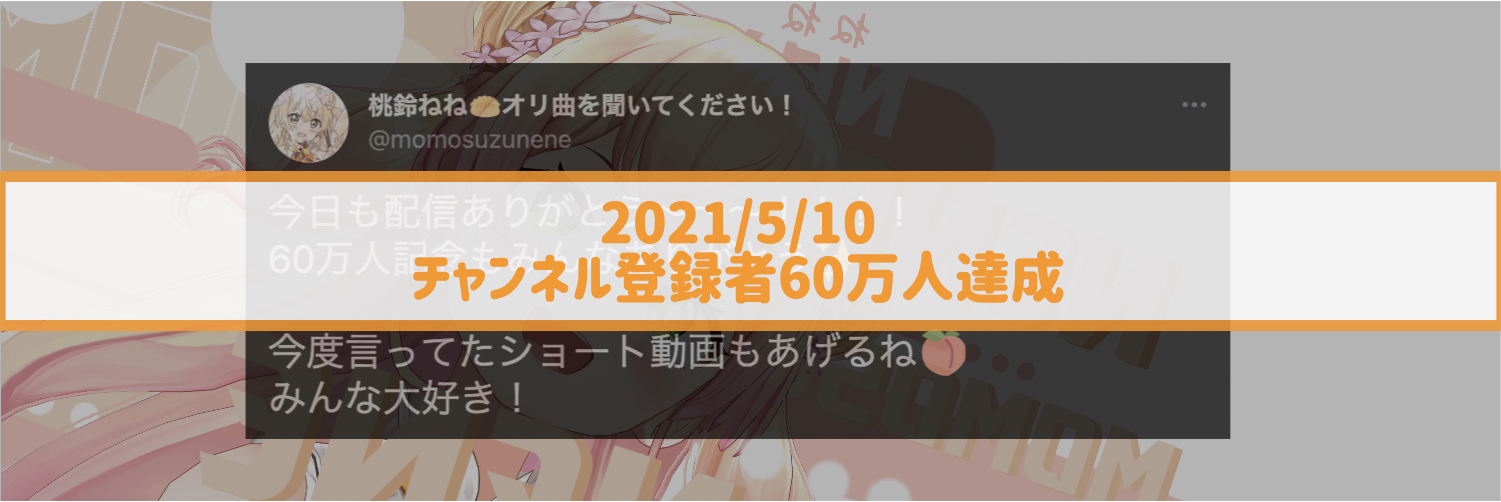 ねね
桃鈴ねね🥟オリ曲を聞いてください！
@momosuzunene
今日も配信ありがとう～～！！！！
60万人記念もみんな
2021/5/10
チャンネル登録者60万人達成
今度言ってたショート動画もあげるね🍑
みんな大好き！